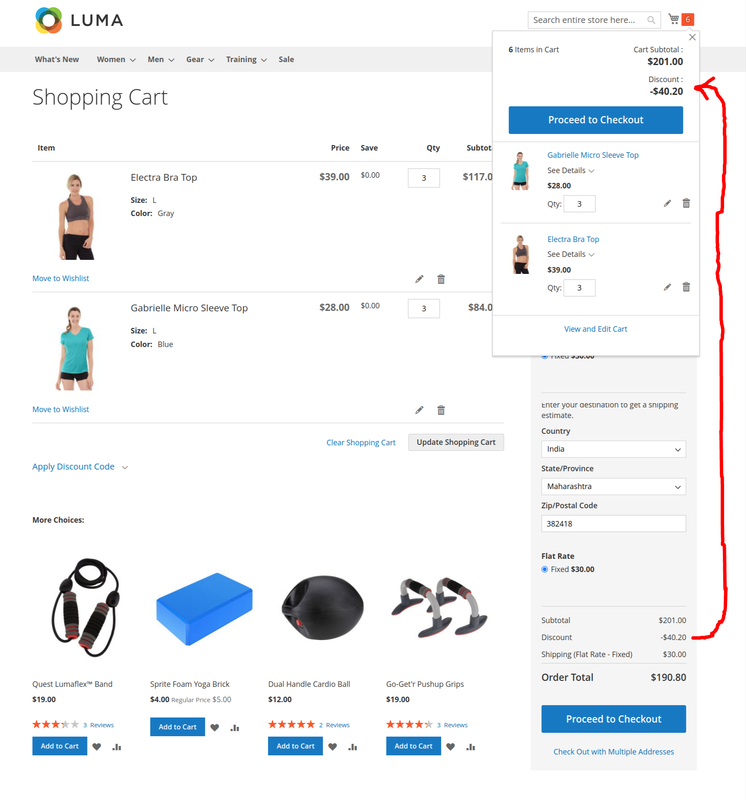 LUMA
Search entire store here...
6
What's New Women Men Gear Training Sale
6 Items in Cart
Cart Subtotal :
$201.00
Discount :
-$40.20
Proceed to Checkout
Gabrielle Micro Sleeve Top
See Details
$28.00
Qty: 3
Electra Bra Top
See Details
$39.00
Qty: 3
View and Edit Cart
Shopping Cart
Item Price Save Qty
Electra Bra Top $39.00 $0.00 3
Size: L
Color: Gray
Move to Wishlist
Gabrielle Micro Sleeve Top $28.00 $0.00 3 $84.
Size: L
Color: Blue
Move to Wishlist
Clear Shopping Cart Update Shopping Cart
Apply Discount Code
Fixed $30.00
Enter your destination to get a shipping
estimate.
Country
India
State/Province
Maharashtra
Zip/Postal Code
382418
Flat Rate
Fixed $30.00
Subtotal $201.00
Discount -$40.20
Shipping (Flat Rate - Fixed) $30.00
Order Total $190.80
Proceed to Checkout
Check Out with Multiple Addresses
More Choices:
Quest Lumaflex™ Band
$19.00
3 Reviews
Add to Cart
Sprite Foam Yoga Brick
$4.00 Regular Price $5.00
Add to Cart
Dual Handle Cardio Ball
$12.00
2 Reviews
Add to Cart
Go-Get'r Pushup Grips
$19.00
3 Reviews
Add to Cart